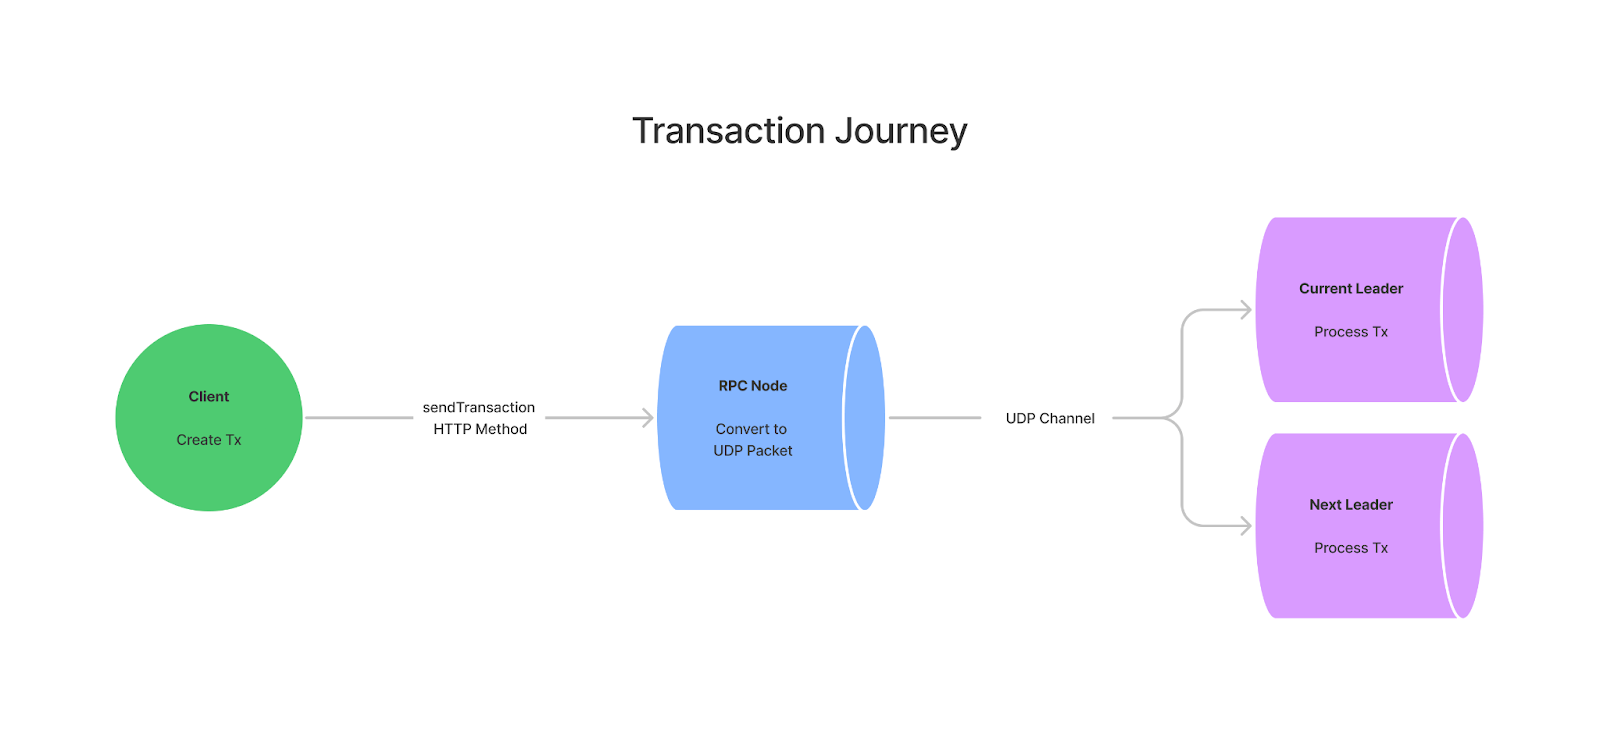 Transaction Journey
Client
Create Tx
sendTransaction
HTTP Method
RPC Node
Convert to
UDP Packet
UDP Channel
Current Leader
Process Tx
Next Leader
Process Tx